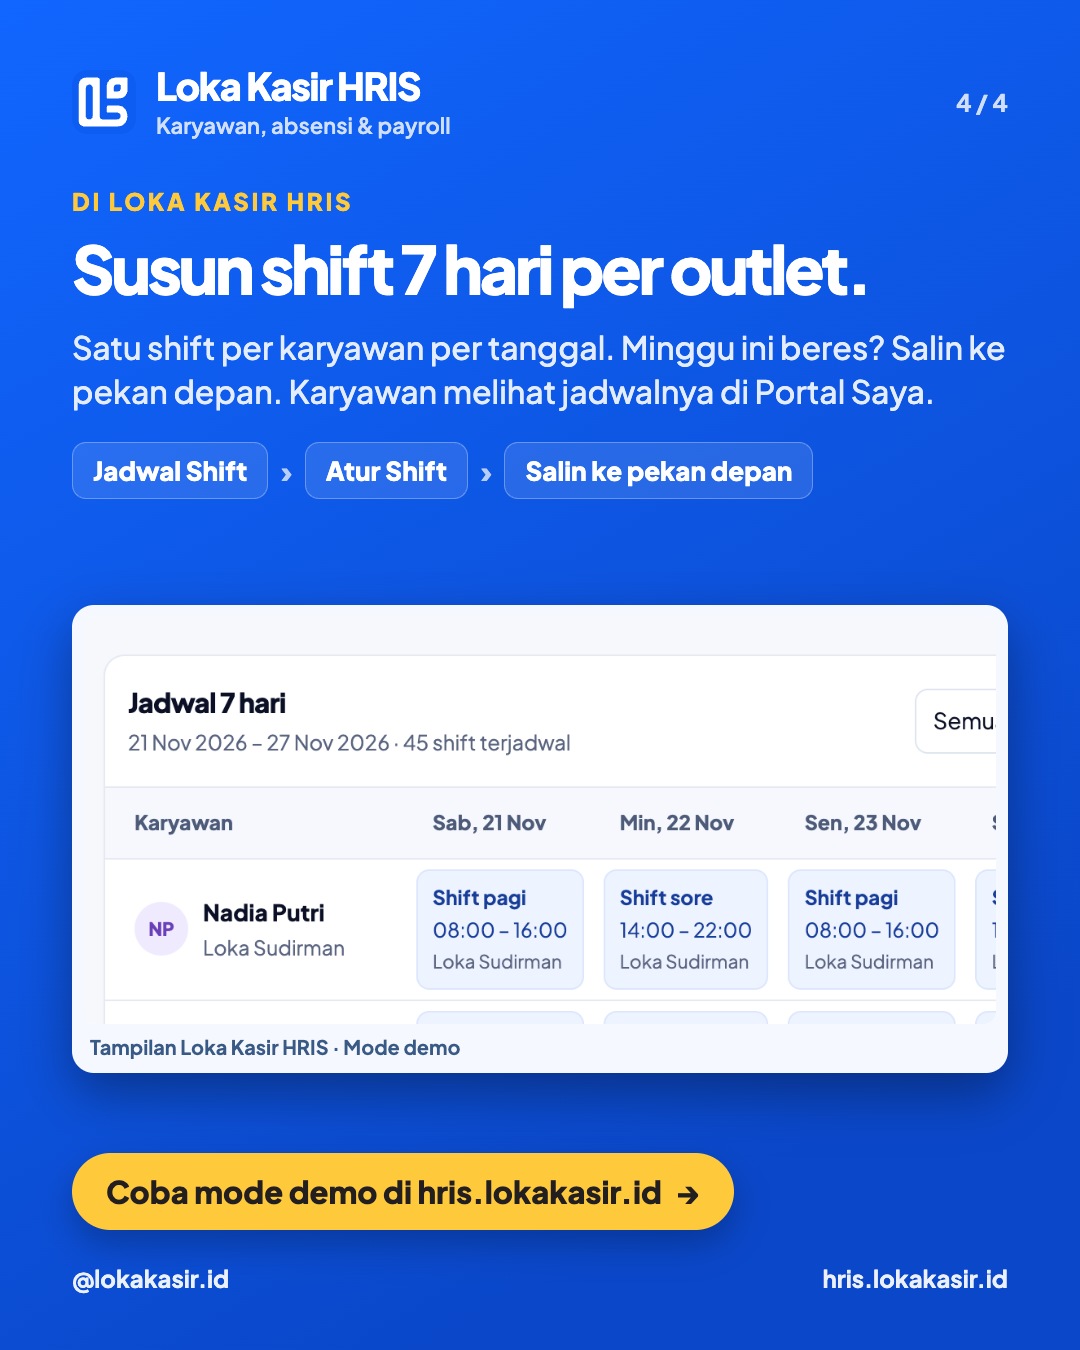 Loka Kasir HRIS
Karyawan, absensi & payroll
4 / 4
DI LOKA KASIR HRIS
Susun shift 7 hari per outlet.
Satu shift per karyawan per tanggal. Minggu ini beres? Salin ke
pekan depan. Karyawan melihat jadwalnya di Portal Saya.
Jadwal Shift › Atur Shift › Salin ke pekan depan
Jadwal 7 hari
21 Nov 2026 – 27 Nov 2026 · 45 shift terjadwal
Karyawan Sab, 21 Nov Min, 22 Nov Sen, 23 Nov
NP
Nadia Putri
Loka Sudirman
Shift pagi
08:00 – 16:00
Loka Sudirman
Shift sore
14:00 – 22:00
Loka Sudirman
Shift pagi
08:00 – 16:00
Loka Sudirman
Tampilan Loka Kasir HRIS · Mode demo
Coba mode demo di hris.lokakasir.id →
@lokakasir.id
hris.lokakasir.id